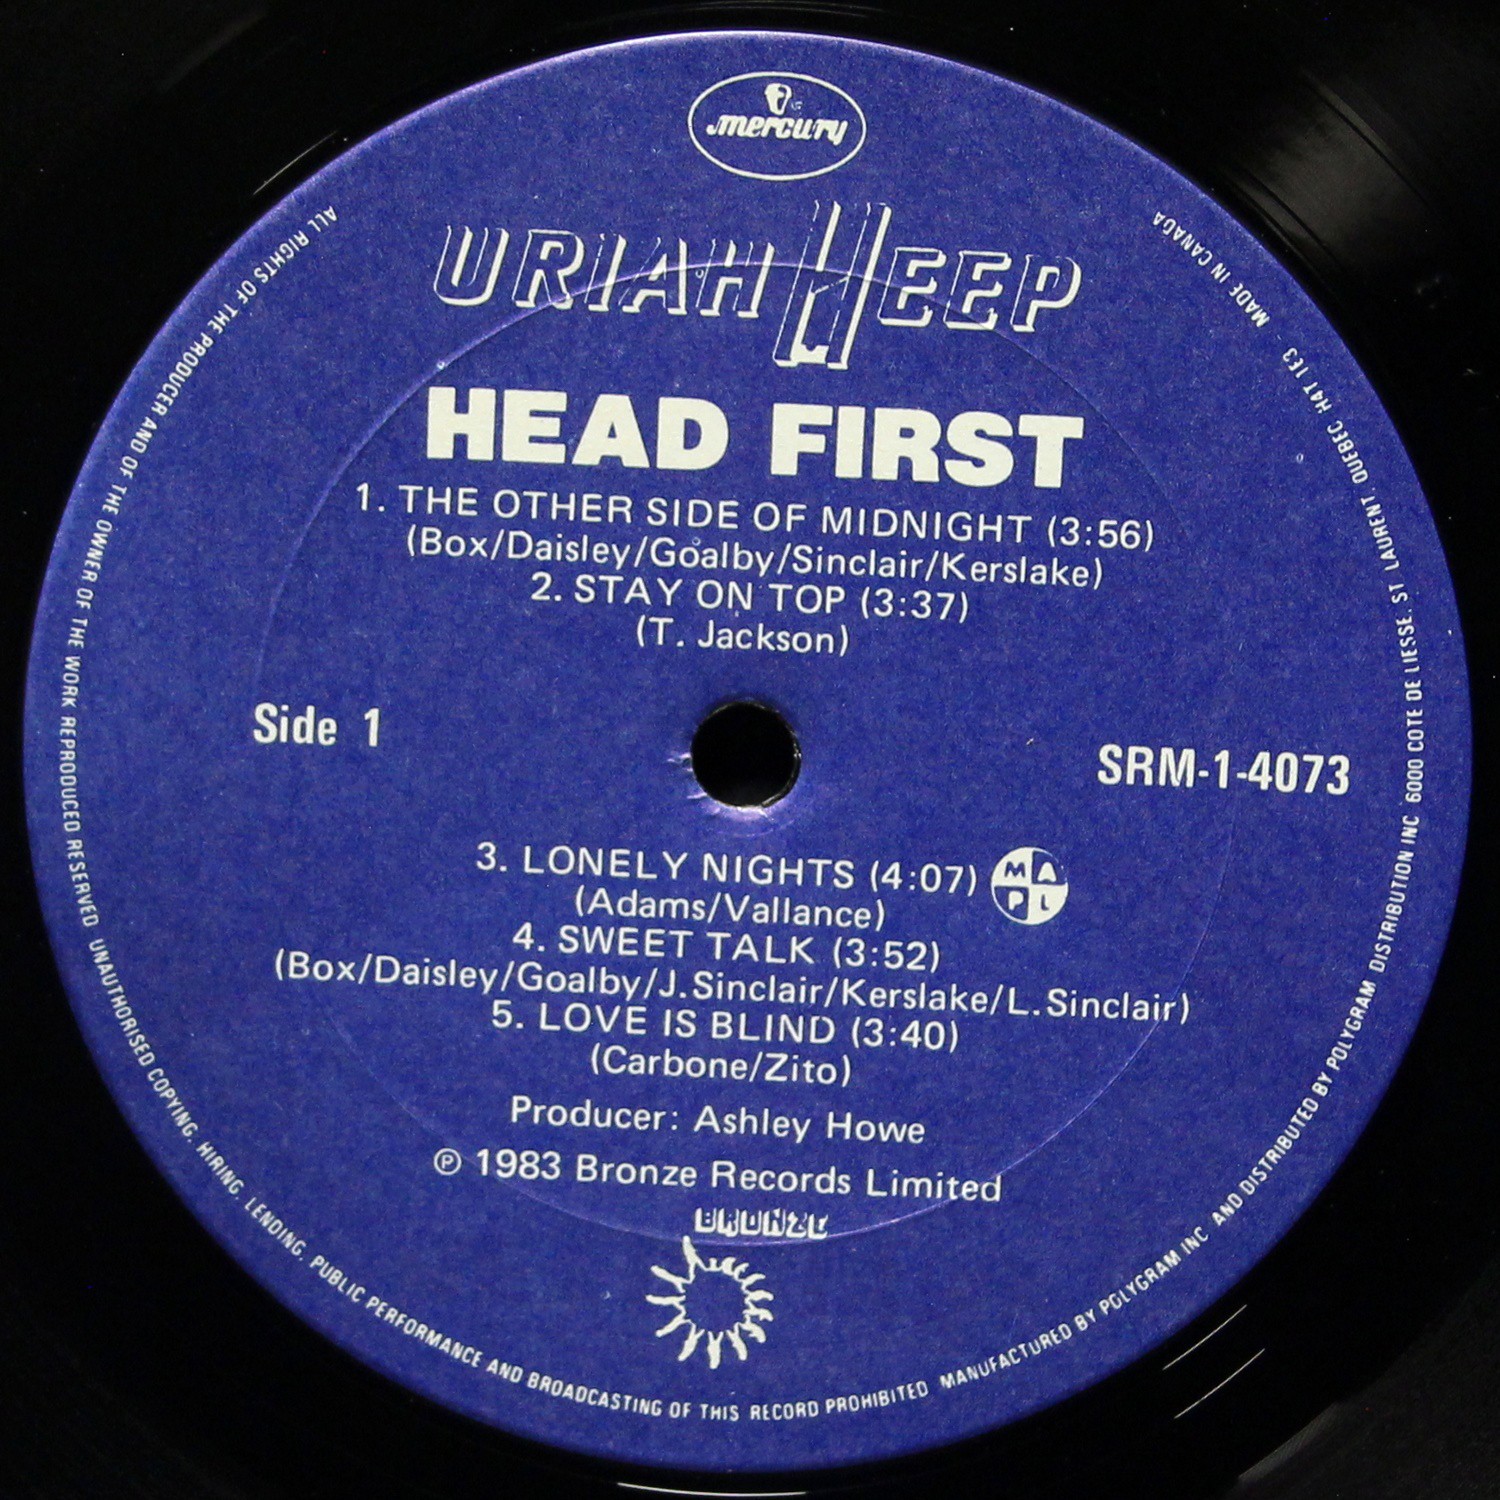 mercury
URIAH HEEP
HEAD FIRST
1. THE OTHER SIDE OF MIDNIGHT (3:56)
(Box/Daisley/Goalby/Sinclair/Kerslake)
2. STAY ON TOP (3:37)
(T. Jackson)
Side 1
SRM-1-4073
3. LONELY NIGHTS (4:07)
M A
P L
(Adams/Vallance)
4. SWEET TALK (3:52)
(Box/Daisley/Goalby/J.Sinclair/Kerslake/L.Sinclair)
5. LOVE IS BLIND (3:40)
(Carbone/Zito)
Producer: Ashley Howe
℗ 1983 Bronze Records Limited
BRONZE
ALL RIGHTS OF THE PRODUCER AND OF THE OWNER OF THE WORK REPRODUCED RESERVED UNAUTHORISED COPYING, HIRING, LENDING, PUBLIC PERFORMANCE AND BROADCASTING OF THIS RECORD PROHIBITED MANUFACTURED BY POLYGRAM INC AND DISTRIBUTED BY POLYGRAM DISTRIBUTION INC 6000 COTE DE LIESSE, ST LAURENT, QUEBEC, H4T 1E3 - MADE IN CANADA